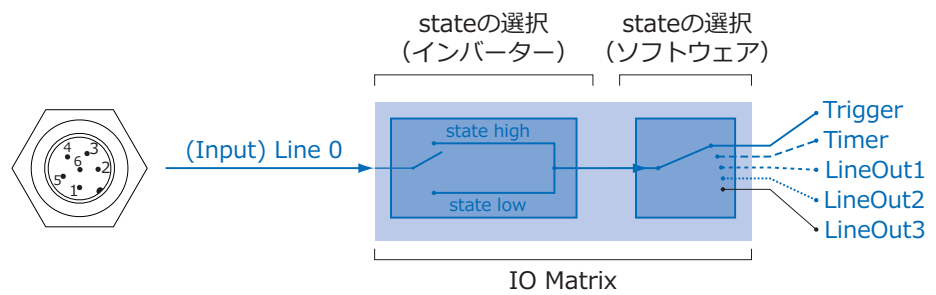 stateの選択
（インバーター）
stateの選択
（ソフトウェア）
4
3
6
5
2
1
(Input) Line 0
state high
state low
Trigger
Timer
LineOut1
LineOut2
LineOut3
IO Matrix